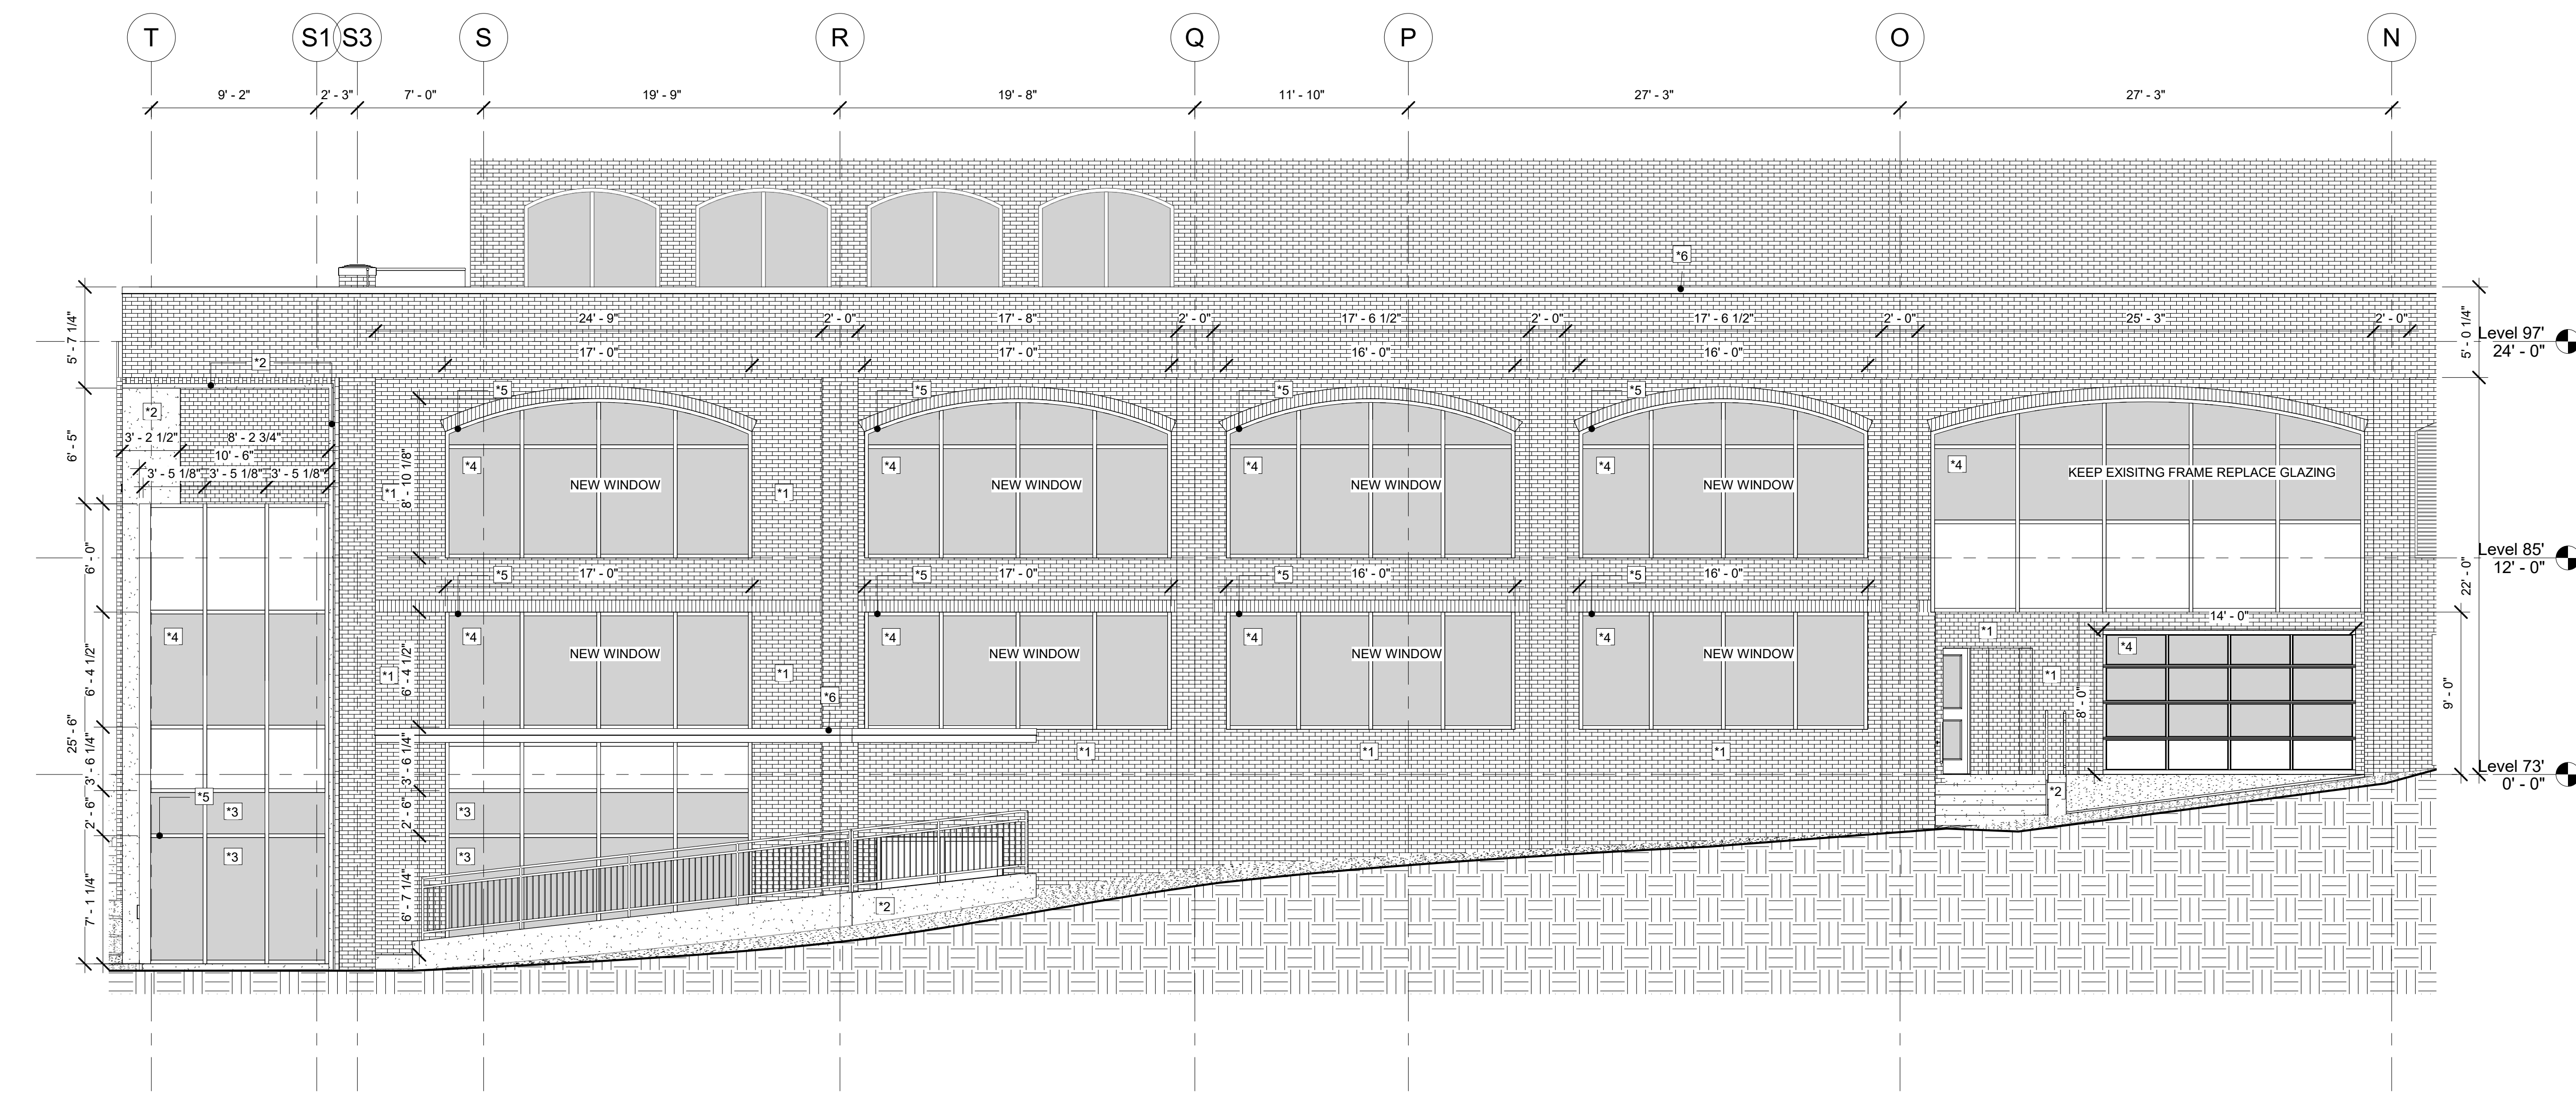 T S1 S3 S R Q P O N
9' - 2" 2' - 3" 7' - 0" 19' - 9" 19' - 8" 11' - 10" 27' - 3" 27' - 3"
*6
5' - 7 1/4"
24' - 9" 2' - 0" 17' - 8" 2' - 0" 17' - 6 1/2" 2' - 0" 17' - 6 1/2" 2' - 0" 25' - 3" 2' - 0"
5' - 0 1/4"
Level 97'
24' - 0"
17' - 0" 17' - 0" 16' - 0" 16' - 0"
*2
*5 *5 *5 *5
*2
6' - 5"
3' - 2 1/2" 8' - 2 3/4"
10' - 6"
3' - 5 1/8" 3' - 5 1/8" 3' - 5 1/8"
*4 *4 *4 *4 *4
KEEP EXISITNG FRAME REPLACE GLAZING
8' - 10 1/8"
NEW WINDOW NEW WINDOW NEW WINDOW NEW WINDOW
*1 *1
6' - 0"
Level 85'
12' - 0"
22' - 0"
*5 17' - 0" *5 17' - 0" *5 16' - 0" *5 16' - 0"
14' - 0"
*4 *4 *4 *4 *4 *1 *4
6' - 4 1/2" 6' - 4 1/2"
NEW WINDOW NEW WINDOW NEW WINDOW NEW WINDOW
*1 *1 *1
*6
8' - 0" 9' - 0"
25' - 6"
3' - 6 1/4" 3' - 6 1/4"
*1 *1 *1
Level 73'
0' - 0"
*5 *2
2' - 6" 2' - 6"
*3 *3
*3 *3
7' - 1 1/4" 6' - 7 1/4"
*2